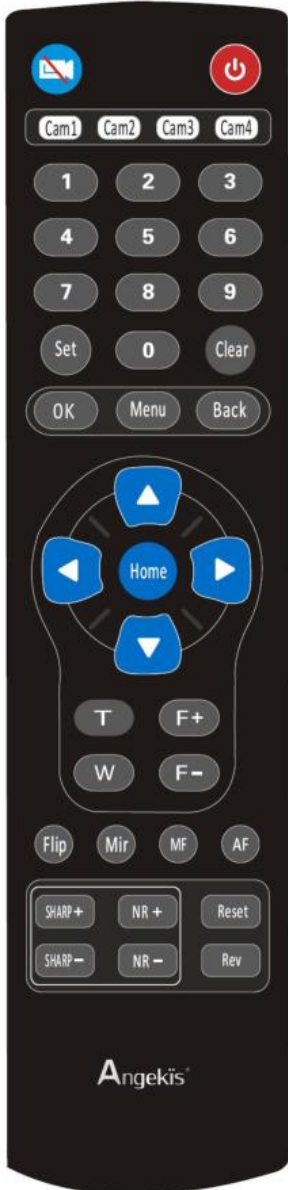 Cam1 Cam2 Cam3 Cam4
1 2 3
4 5 6
7 8 9
Set 0 Clear
OK Menu Back
Home
T F+
W F-
Flip Mir MF AF
SHARP+ NR+ Reset
SHARP- NR- Rev
Angekïs